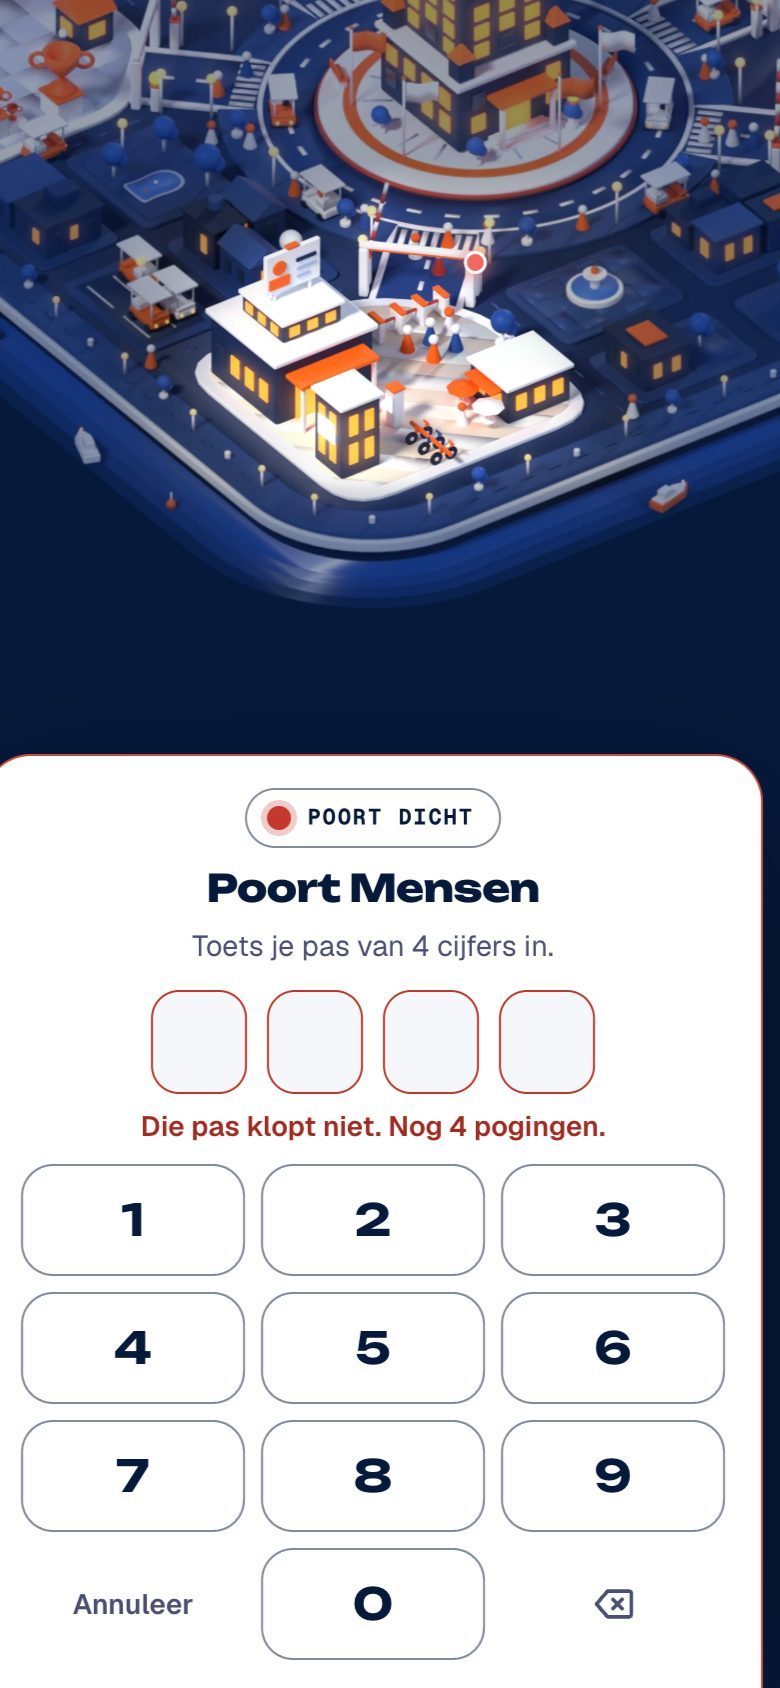 POORT DICHT
Poort Mensen
Toets je pas van 4 cijfers in.
Die pas klopt niet. Nog 4 pogingen.
1 2 3
4 5 6
7 8 9
Annuleer 0